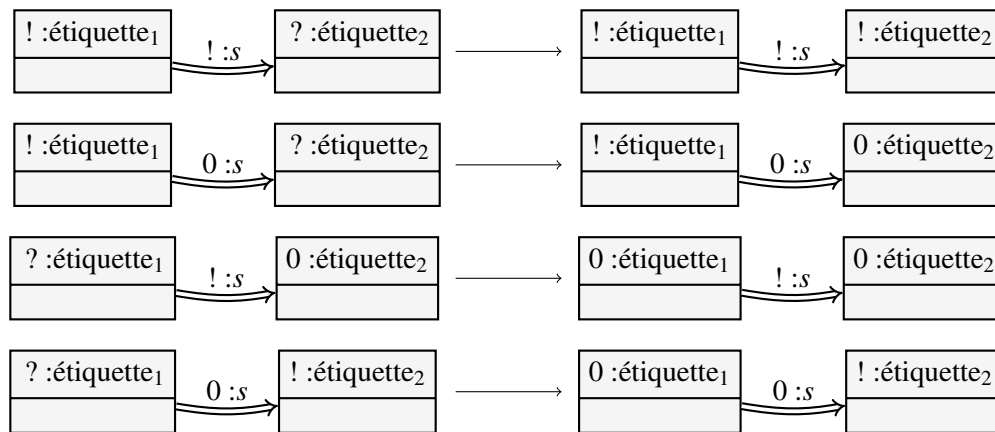 ! :étiquette₁ ! :s ? :étiquette₂ ! :étiquette₁ ! :s ! :étiquette₂
! :étiquette₁ 0 :s ? :étiquette₂ ! :étiquette₁ 0 :s 0 :étiquette₂
? :étiquette₁ ! :s 0 :étiquette₂ 0 :étiquette₁ ! :s 0 :étiquette₂
? :étiquette₁ 0 :s ! :étiquette₂ 0 :étiquette₁ 0 :s ! :étiquette₂